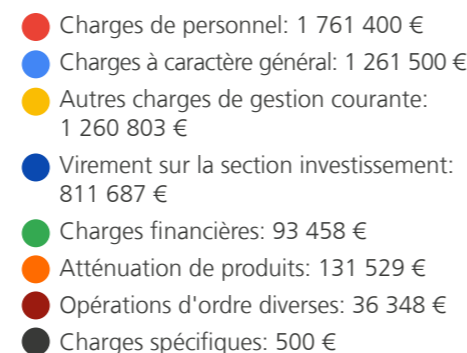 Charges de personnel: 1 761 400 €
Charges à caractère général: 1 261 500 €
Autres charges de gestion courante:
1 260 803 €
Virement sur la section investissement:
811 687 €
Charges financières: 93 458 €
Atténuation de produits: 131 529 €
Opérations d'ordre diverses: 36 348 €
Charges spécifiques: 500 €